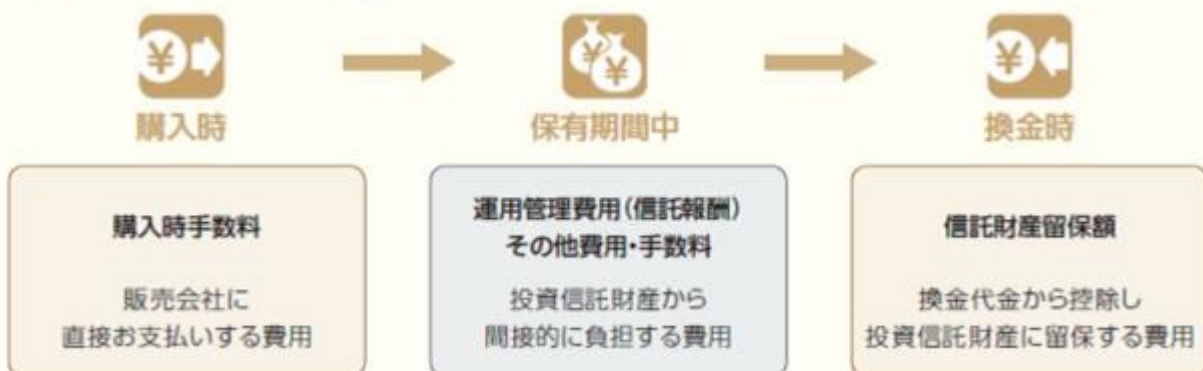 ¥
購入時
¥
¥
保有期間中
¥
換金時
購入時手数料
販売会社に
直接お支払いする費用
運用管理費用(信託報酬)
その他費用・手数料
投資信託財産から
間接的に負担する費用
信託財産留保額
換金代金から控除し
投資信託財産に留保する費用